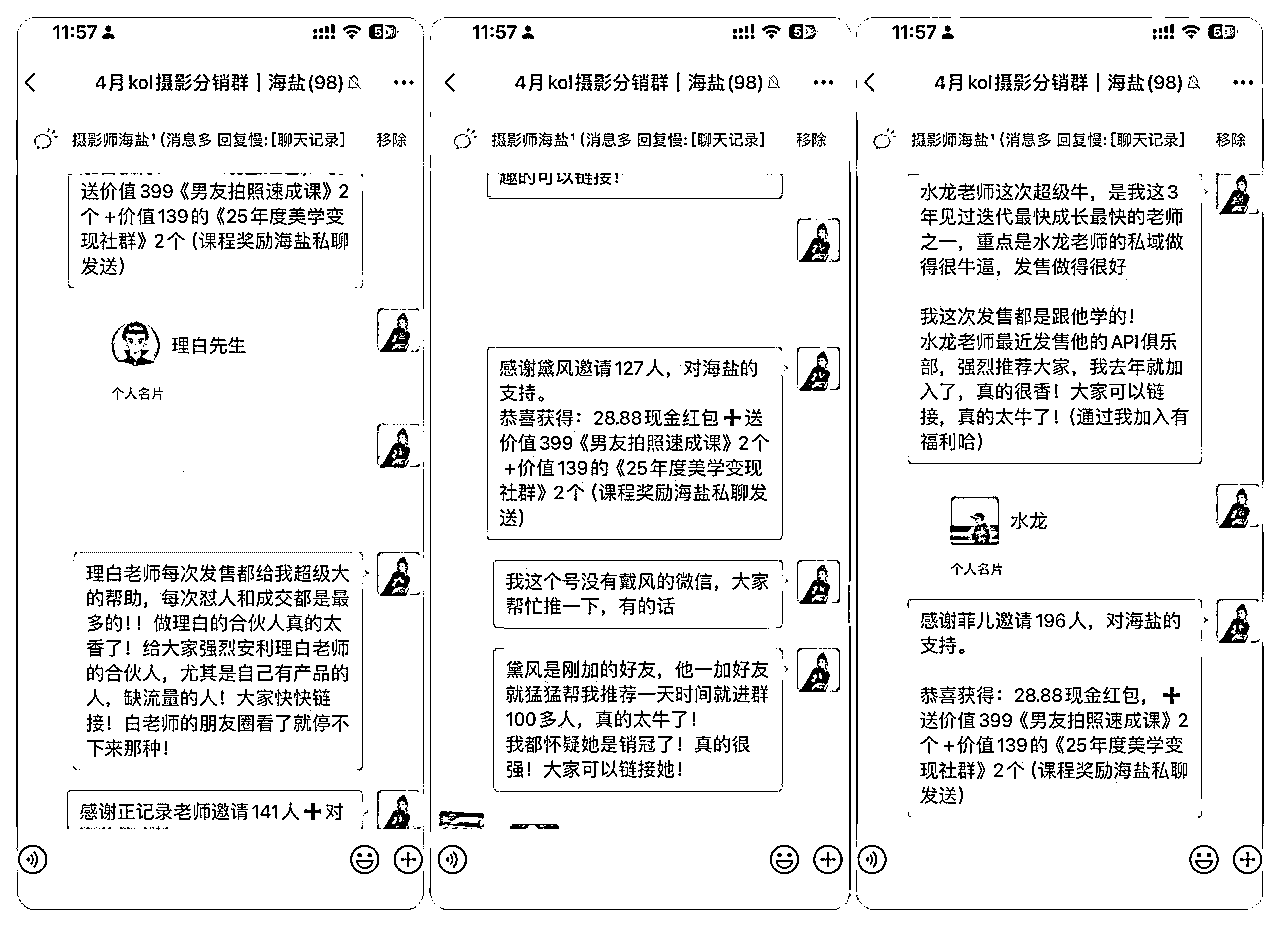 11:57
4月kol摄影分销群｜海盐(98)
摄影师海盐¹ (消息多 回复慢: [聊天记录]
移除
送价值399《男友拍照速成课》2
个 +价值139的《25年度美学变
现社群》2个 (课程奖励海盐私聊
发送)
理白先生
个人名片
理白老师每次发售都给我超级大
的帮助，每次怼人和成交都是最
多的！！做理白的合伙人真的太
香了！给大家强烈安利理白老师
的合伙人，尤其是自己有产品的
人，缺流量的人！大家快快链
接！白老师的朋友圈看了就停不
下来那种！
感谢正记录老师邀请141人➕对
11:57
4月kol摄影分销群｜海盐(98)
摄影师海盐¹ (消息多 回复慢: [聊天记录]
移除
趣的可以链接！
感谢黛风邀请127人，对海盐的
支持。
恭喜获得：28.88现金红包➕送
价值399《男友拍照速成课》2个
+价值139的《25年度美学变现
社群》2个 (课程奖励海盐私聊发
送)
我这个号没有戴风的微信，大家
帮忙推一下，有的话
黛风是刚加的好友，他一加好友
就猛猛帮我推荐一天时间就进群
100多人，真的太牛了！
我都怀疑她是销冠了！真的很
强！大家可以链接她！
11:57
4月kol摄影分销群｜海盐(98)
摄影师海盐¹ (消息多 回复慢: [聊天记录]
移除
水龙老师这次超级牛，是我这3
年见过迭代最快成长最快的老师
之一，重点是水龙老师的私域做
得很牛逼，发售做得很好
我这次发售都是跟他学的！
水龙老师最近发售他的API俱乐
部，强烈推荐大家，我去年就加
入了，真的很香！大家可以链
接，真的太牛了！(通过我加入有
福利哈)
水龙
个人名片
感谢菲儿邀请196人，对海盐的
支持。
恭喜获得：28.88现金红包，➕
送价值399《男友拍照速成课》2
个 +价值139的《25年度美学变
现社群》2个 (课程奖励海盐私聊
发送)